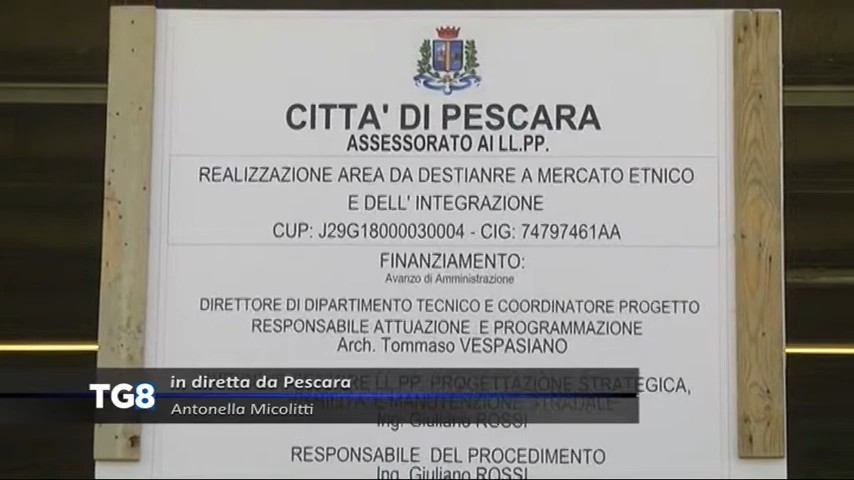 CITTA' DI PESCARA
ASSESSORATO AI LL.PP.
REALIZZAZIONE AREA DA DESTIANRE A MERCATO ETNICO
E DELL' INTEGRAZIONE
CUP: J29G18000030004 - CIG: 74797461AA
FINANZIAMENTO:
Avanzo di Amministrazione
DIRETTORE DI DIPARTIMENTO TECNICO E COORDINATORE PROGETTO
RESPONSABILE ATTUAZIONE E PROGRAMMAZIONE
Arch. Tommaso VESPASIANO
LL.PP. PROGETTAZIONE STRATEGICA,
E MANUTENZIONE STRADALE
Ing. Giuliano ROSSI
RESPONSABILE DEL PROCEDIMENTO
Ing. Giuliano ROSSI
TG8
in diretta da Pescara
Antonella Micolitti